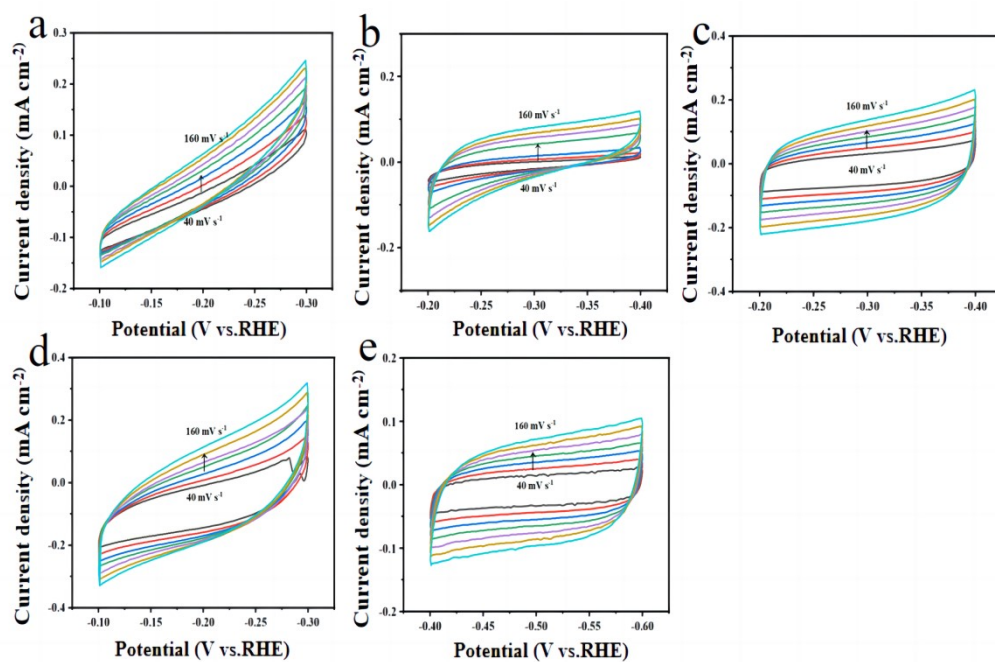 a
Current density (mA cm⁻²)
0.3
0.2
0.1
0.0
-0.1
-0.2
160 mV s⁻¹
40 mV s⁻¹
-0.10 -0.15 -0.20 -0.25 -0.30
Potential (V vs.RHE)
b
Current density (mA cm⁻²)
0.2
0.0
-0.2
160 mV s⁻¹
40 mV s⁻¹
-0.20 -0.25 -0.30 -0.35 -0.40
Potential (V vs.RHE)
c
Current density (mA cm⁻²)
0.4
0.2
0.0
-0.2
-0.4
160 mV s⁻¹
40 mV s⁻¹
-0.20 -0.25 -0.30 -0.35 -0.40
Potential (V vs.RHE)
d
Current density (mA cm⁻²)
0.4
0.2
0.0
-0.2
-0.4
160 mV s⁻¹
40 mV s⁻¹
-0.10 -0.15 -0.20 -0.25 -0.30
Potential (V vs.RHE)
e
Current density (mA cm⁻²)
0.2
0.1
0.0
-0.1
-0.2
160 mV s⁻¹
40 mV s⁻¹
-0.40 -0.45 -0.50 -0.55 -0.60
Potential (V vs.RHE)